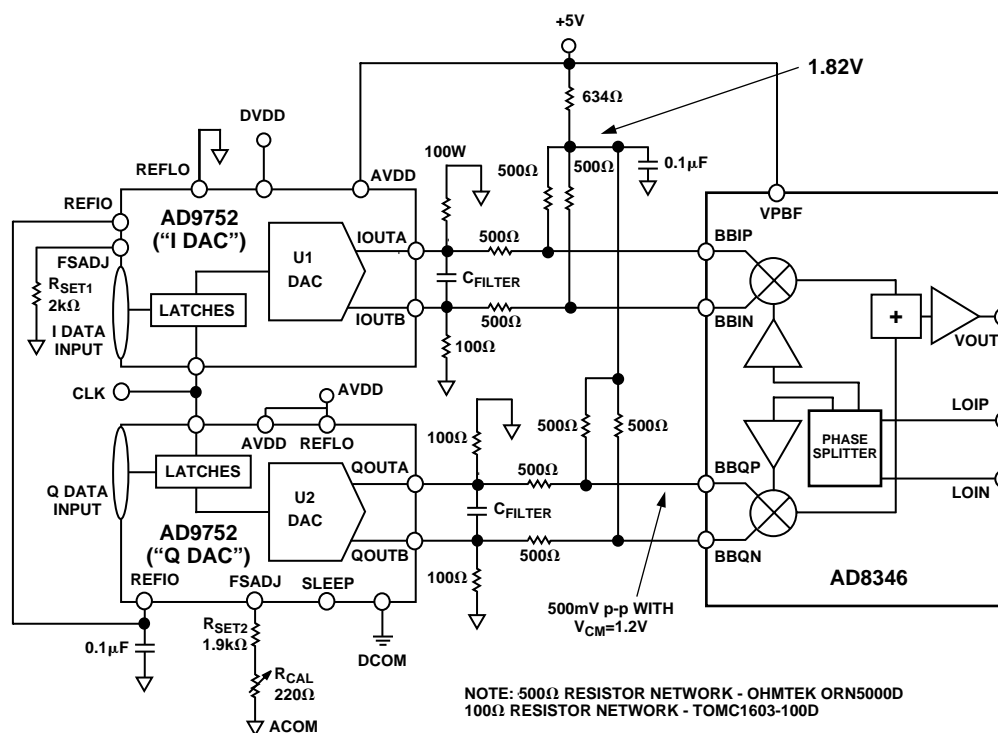 +5V
1.82V
634Ω
DVDD
REFLO
AVDD
100W
500Ω
500Ω
0.1μF
REFIO
AD9752
("I DAC")
U1
DAC
IOUTA
500Ω
BBIP
VPBF
FSADJ
RSET1
2kΩ
LATCHES
CFILTER
IOUTB
500Ω
BBIN
+
I DATA
INPUT
100Ω
VOUT
CLK
AVDD
AVDD
REFLO
100Ω
500Ω
500Ω
PHASE
SPLITTER
LOIP
LOIN
LATCHES
QOUTA
500Ω
BBQP
Q DATA
INPUT
U2
DAC
CFILTER
AD9752
("Q DAC")
QOUTB
500Ω
BBQN
REFIO
FSADJ
SLEEP
100Ω
AD8346
0.1μF
RSET2
1.9kΩ
DCOM
500mV p-p WITH
VCM=1.2V
RCAL
220Ω
ACOM
NOTE: 500Ω RESISTOR NETWORK - OHMTEK ORN5000D
100Ω RESISTOR NETWORK - TOMC1603-100D